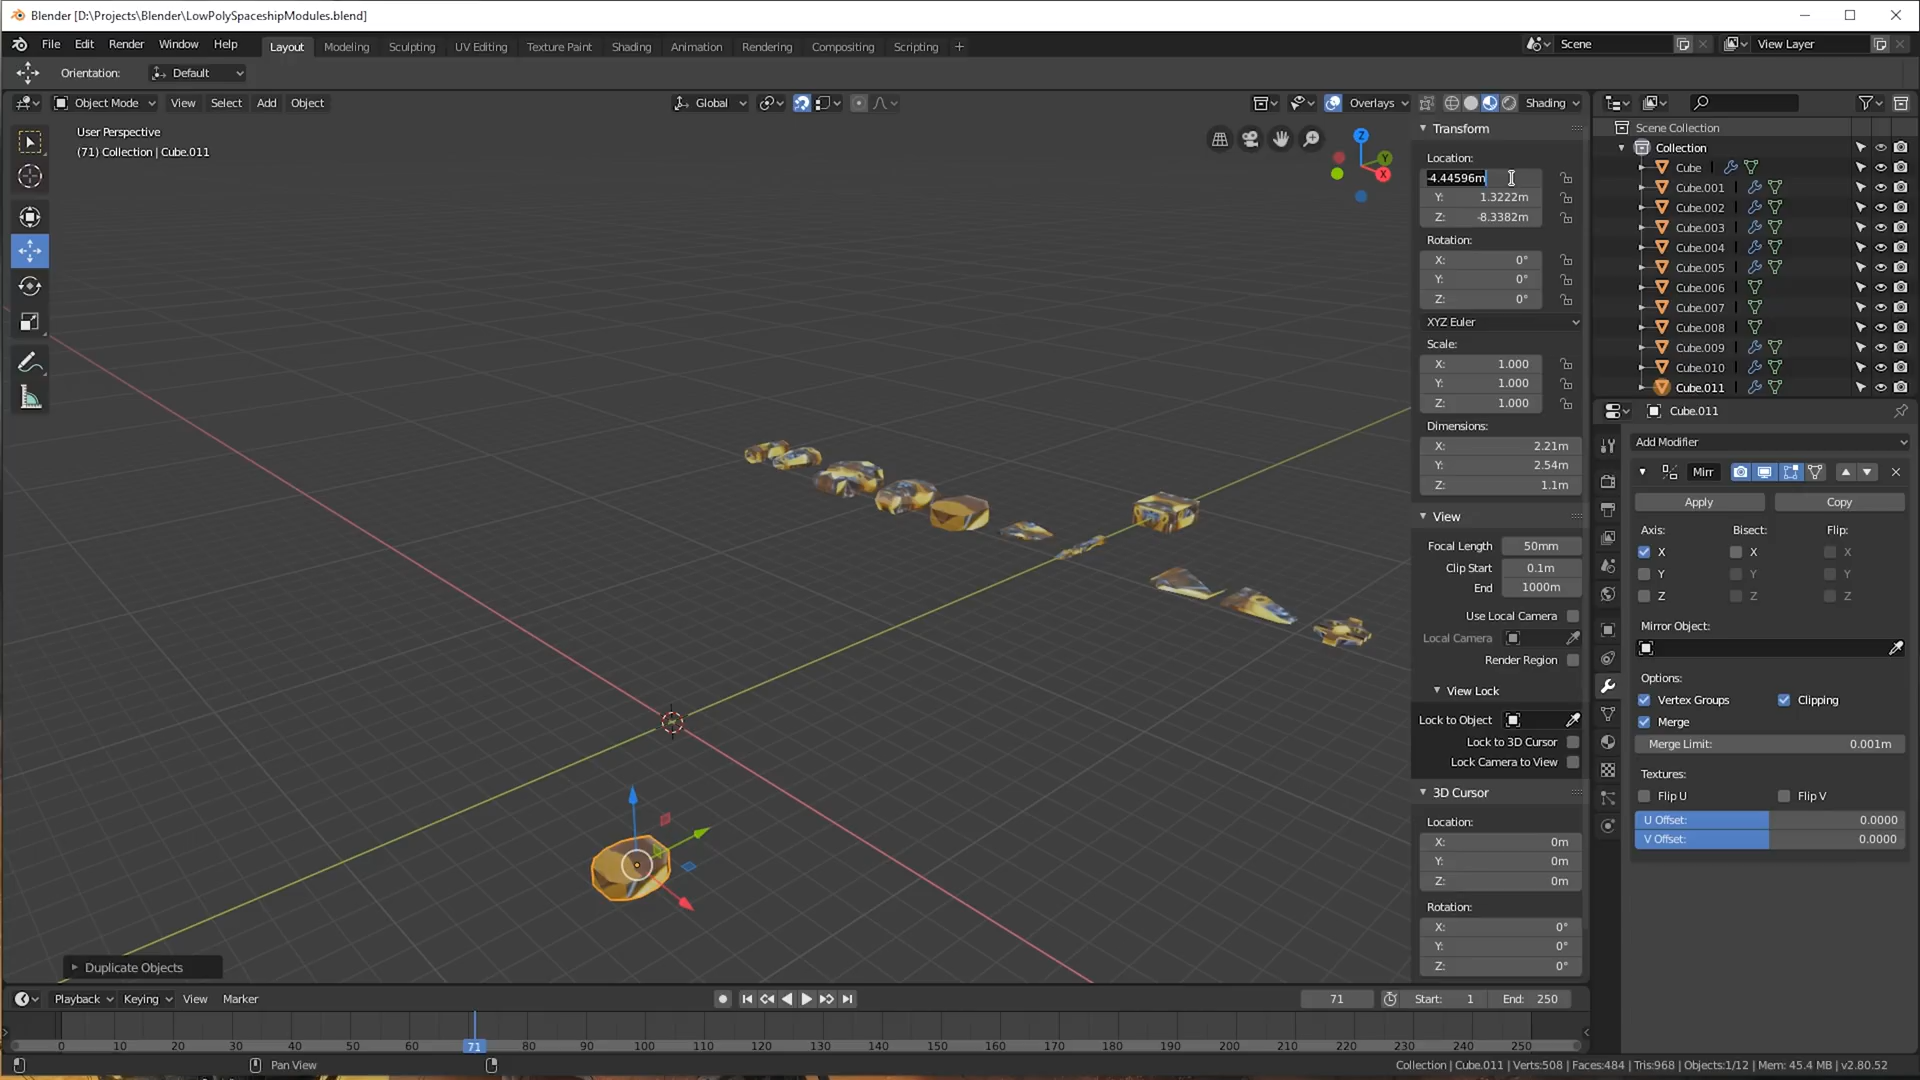 Blender [D:\Projects\Blender\LowPolySpaceshipModules.blend]
File Edit Render Window Help Layout Modeling Sculpting UV Editing Texture Paint Shading Animation Rendering Compositing Scripting + Scene View Layer
Orientation: Default
Object Mode View Select Add Object Global Overlays Shading
User Perspective
(71) Collection | Cube.011
Z
Y
X
Transform
Location:
-4.44596m
Y: 1.3222m
Z: -8.3382m
Rotation:
X: 0°
Y: 0°
Z: 0°
XYZ Euler
Scale:
X: 1.000
Y: 1.000
Z: 1.000
Dimensions:
X: 2.21m
Y: 2.54m
Z: 1.1m
View
Focal Length 50mm
Clip Start 0.1m
End 1000m
Use Local Camera
Local Camera
Render Region
View Lock
Lock to Object
Lock to 3D Cursor
Lock Camera to View
3D Cursor
Location:
X: 0m
Y: 0m
Z: 0m
Rotation:
X: 0°
Y: 0°
Z: 0°
Scene Collection
Collection
Cube
Cube.001
Cube.002
Cube.003
Cube.004
Cube.005
Cube.006
Cube.007
Cube.008
Cube.009
Cube.010
Cube.011
Cube.011
Add Modifier
Mirr
Apply Copy
Axis: Bisect: Flip:
X X X
Y Y Y
Z Z Z
Mirror Object:
Options:
Vertex Groups Clipping
Merge
Merge Limit: 0.001m
Textures:
Flip U Flip V
U Offset: 0.0000
V Offset: 0.0000
Duplicate Objects
Playback Keying View Marker 71 Start: 1 End: 250
0 10 20 30 40 50 60 71 80 90 100 110 120 130 140 150 160 170 180 190 200 210 220 230 240 250
Pan View
Collection | Cube.011 | Verts:508 | Faces:484 | Tris:968 | Objects:1/12 | Mem: 45.4 MB | v2.80.52